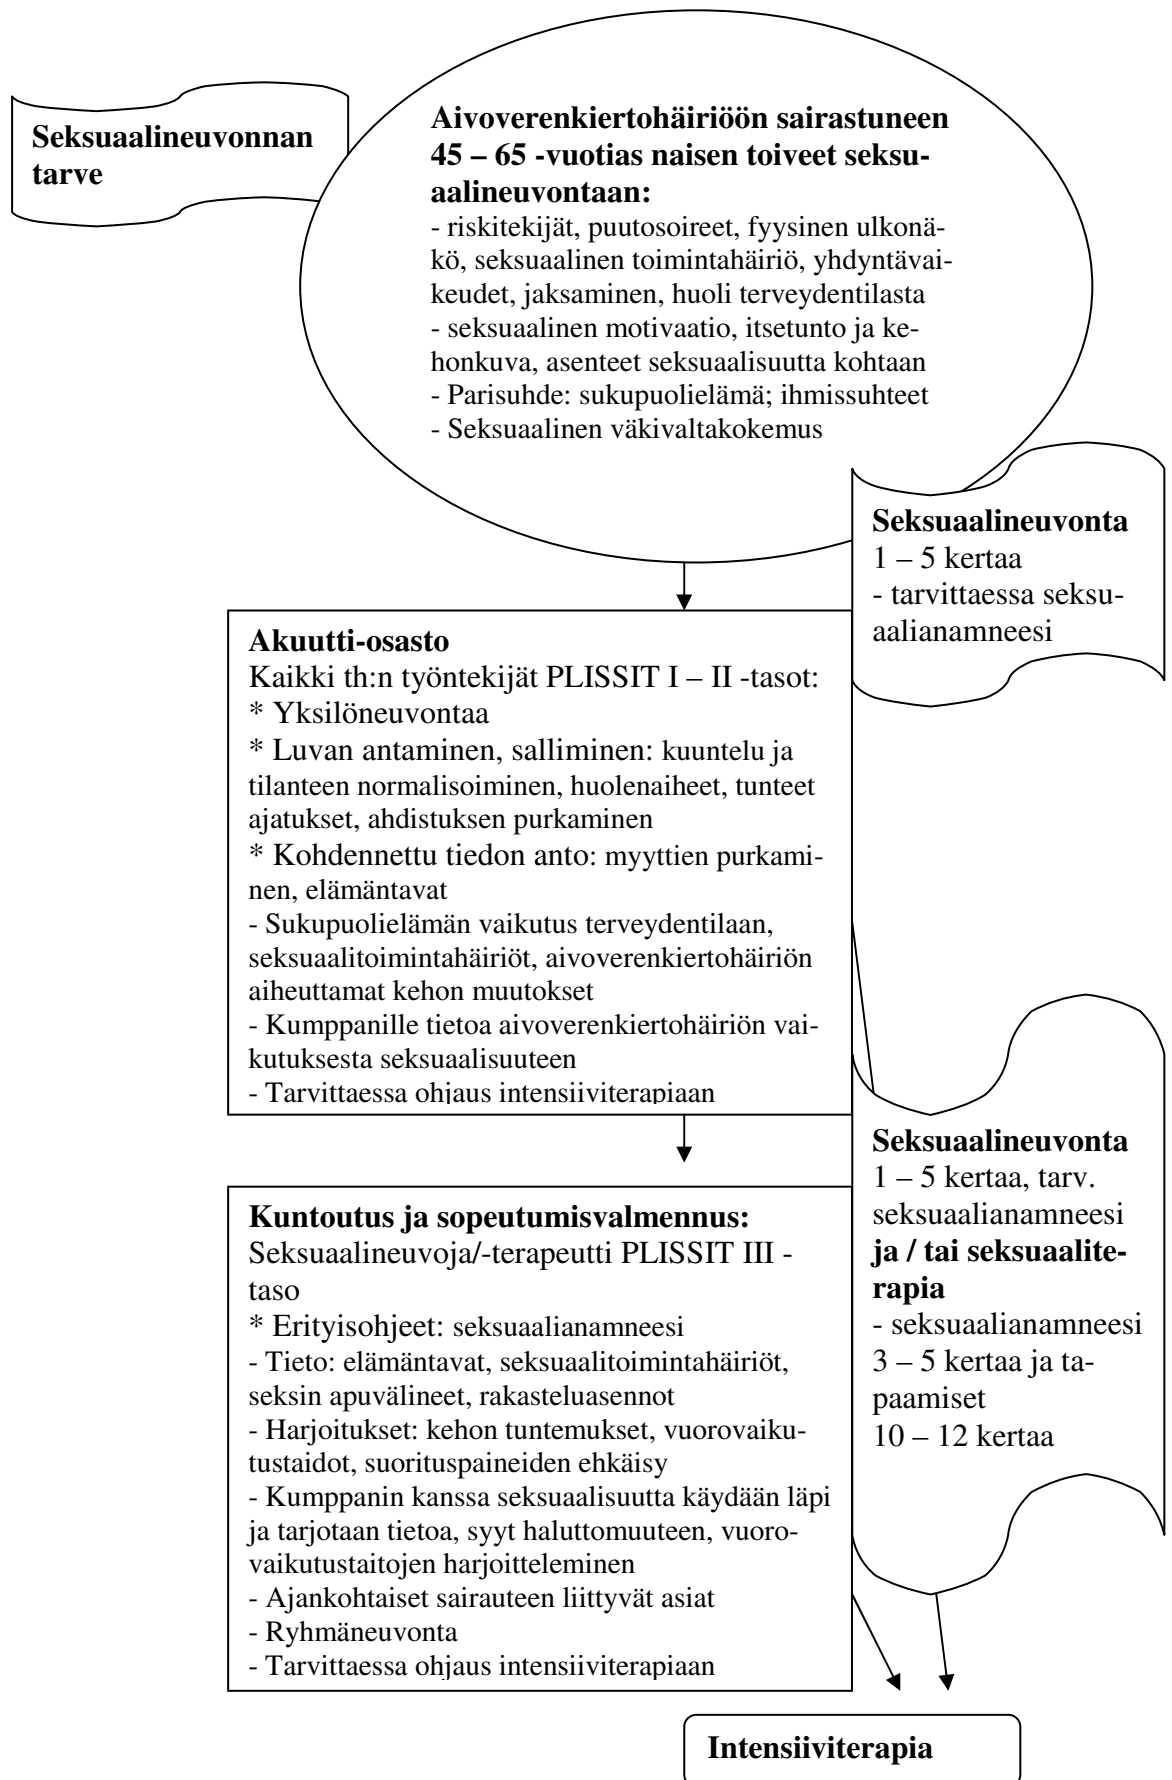 Seksuaalineuvonnan
tarve
Aivoverenkiertohäiriöön sairastuneen
45 – 65 -vuotias naisen toiveet seksu-
aalineuvontaan:
- riskitekijät, puutosoireet, fyysinen ulkonä-
kö, seksuaalinen toimintahäiriö, yhdyntävai-
keudet, jaksaminen, huoli terveydentilasta
- seksuaalinen motivaatio, itsetunto ja ke-
honkuva, asenteet seksuaalisuutta kohtaan
- Parisuhde: sukupuolielämä; ihmissuhteet
- Seksuaalinen väkivaltakokemus
Seksuaalineuvonta
1 – 5 kertaa
- tarvittaessa seksu-
aalianamneesi
Akuutti-osasto
Kaikki th:n työntekijät PLISSIT I – II -tasot:
* Yksilöneuvontaa
* Luvan antaminen, salliminen: kuuntelu ja
tilanteen normalisoiminen, huolenaiheet, tunteet
ajatukset, ahdistuksen purkaminen
* Kohdennettu tiedon anto: myyttien purkami-
nen, elämäntavat
- Sukupuolielämän vaikutus terveydentilaan,
seksuaalitoimintahäiriöt, aivoverenkiertohäiriön
aiheuttamat kehon muutokset
- Kumppanille tietoa aivoverenkiertohäiriön vai-
kutuksesta seksuaalisuuteen
- Tarvittaessa ohjaus intensiiviterapiaan
Seksuaalineuvonta
1 – 5 kertaa, tarv.
seksuaalianamneesi
ja / tai seksuaalite-
rapia
- seksuaalianamneesi
3 – 5 kertaa ja ta-
paamiset
10 – 12 kertaa
Kuntoutus ja sopeutumisvalmennus:
Seksuaalineuvoja/-terapeutti PLISSIT III -
taso
* Erityisohjeet: seksuaalianamneesi
- Tieto: elämäntavat, seksuaalitoimintahäiriöt,
seksin apuvälineet, rakasteluasennot
- Harjoitukset: kehon tuntemukset, vuorovaiku-
tustaidot, suorituspaineiden ehkäisy
- Kumppanin kanssa seksuaalisuutta käydään läpi
ja tarjotaan tietoa, syyt haluttomuuteen, vuoro-
vaikutustaitojen harjoitteleminen
- Ajankohtaiset sairauteen liittyvät asiat
- Ryhmäneuvonta
- Tarvittaessa ohjaus intensiiviterapiaan
Intensiiviterapia